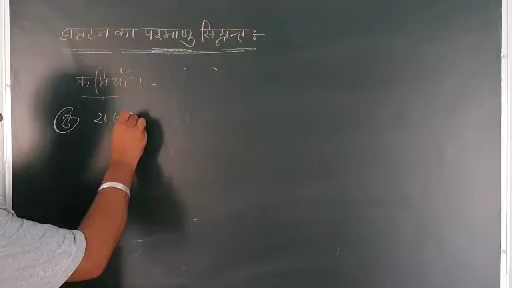 डाल्टन का परमाणु सिद्धान्त :-
कमियाँ :-